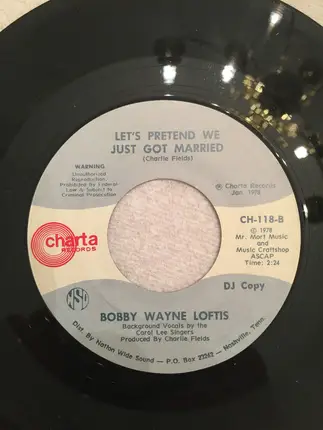 LET'S PRETEND WE
JUST GOT MARRIED
(Charlie Fields)
WARNING
Unauthorized
Reproduction
Prohibited by Federal
Law & Subject to
Criminal Prosecution
℗ Charta Records
Jan. 1978
CH-118-B
© 1978
Mr. Mort Music and
Music Craftshop
ASCAP
Time: 2:24
charta
RECORDS
DJ Copy
NSD
BOBBY WAYNE LOFTIS
Background Vocals by the
Carol Lee Singers
Produced By Charlie Fields
Dist. By Nation Wide Sound — P.O. Box 23262 — Nashville, Tenn.